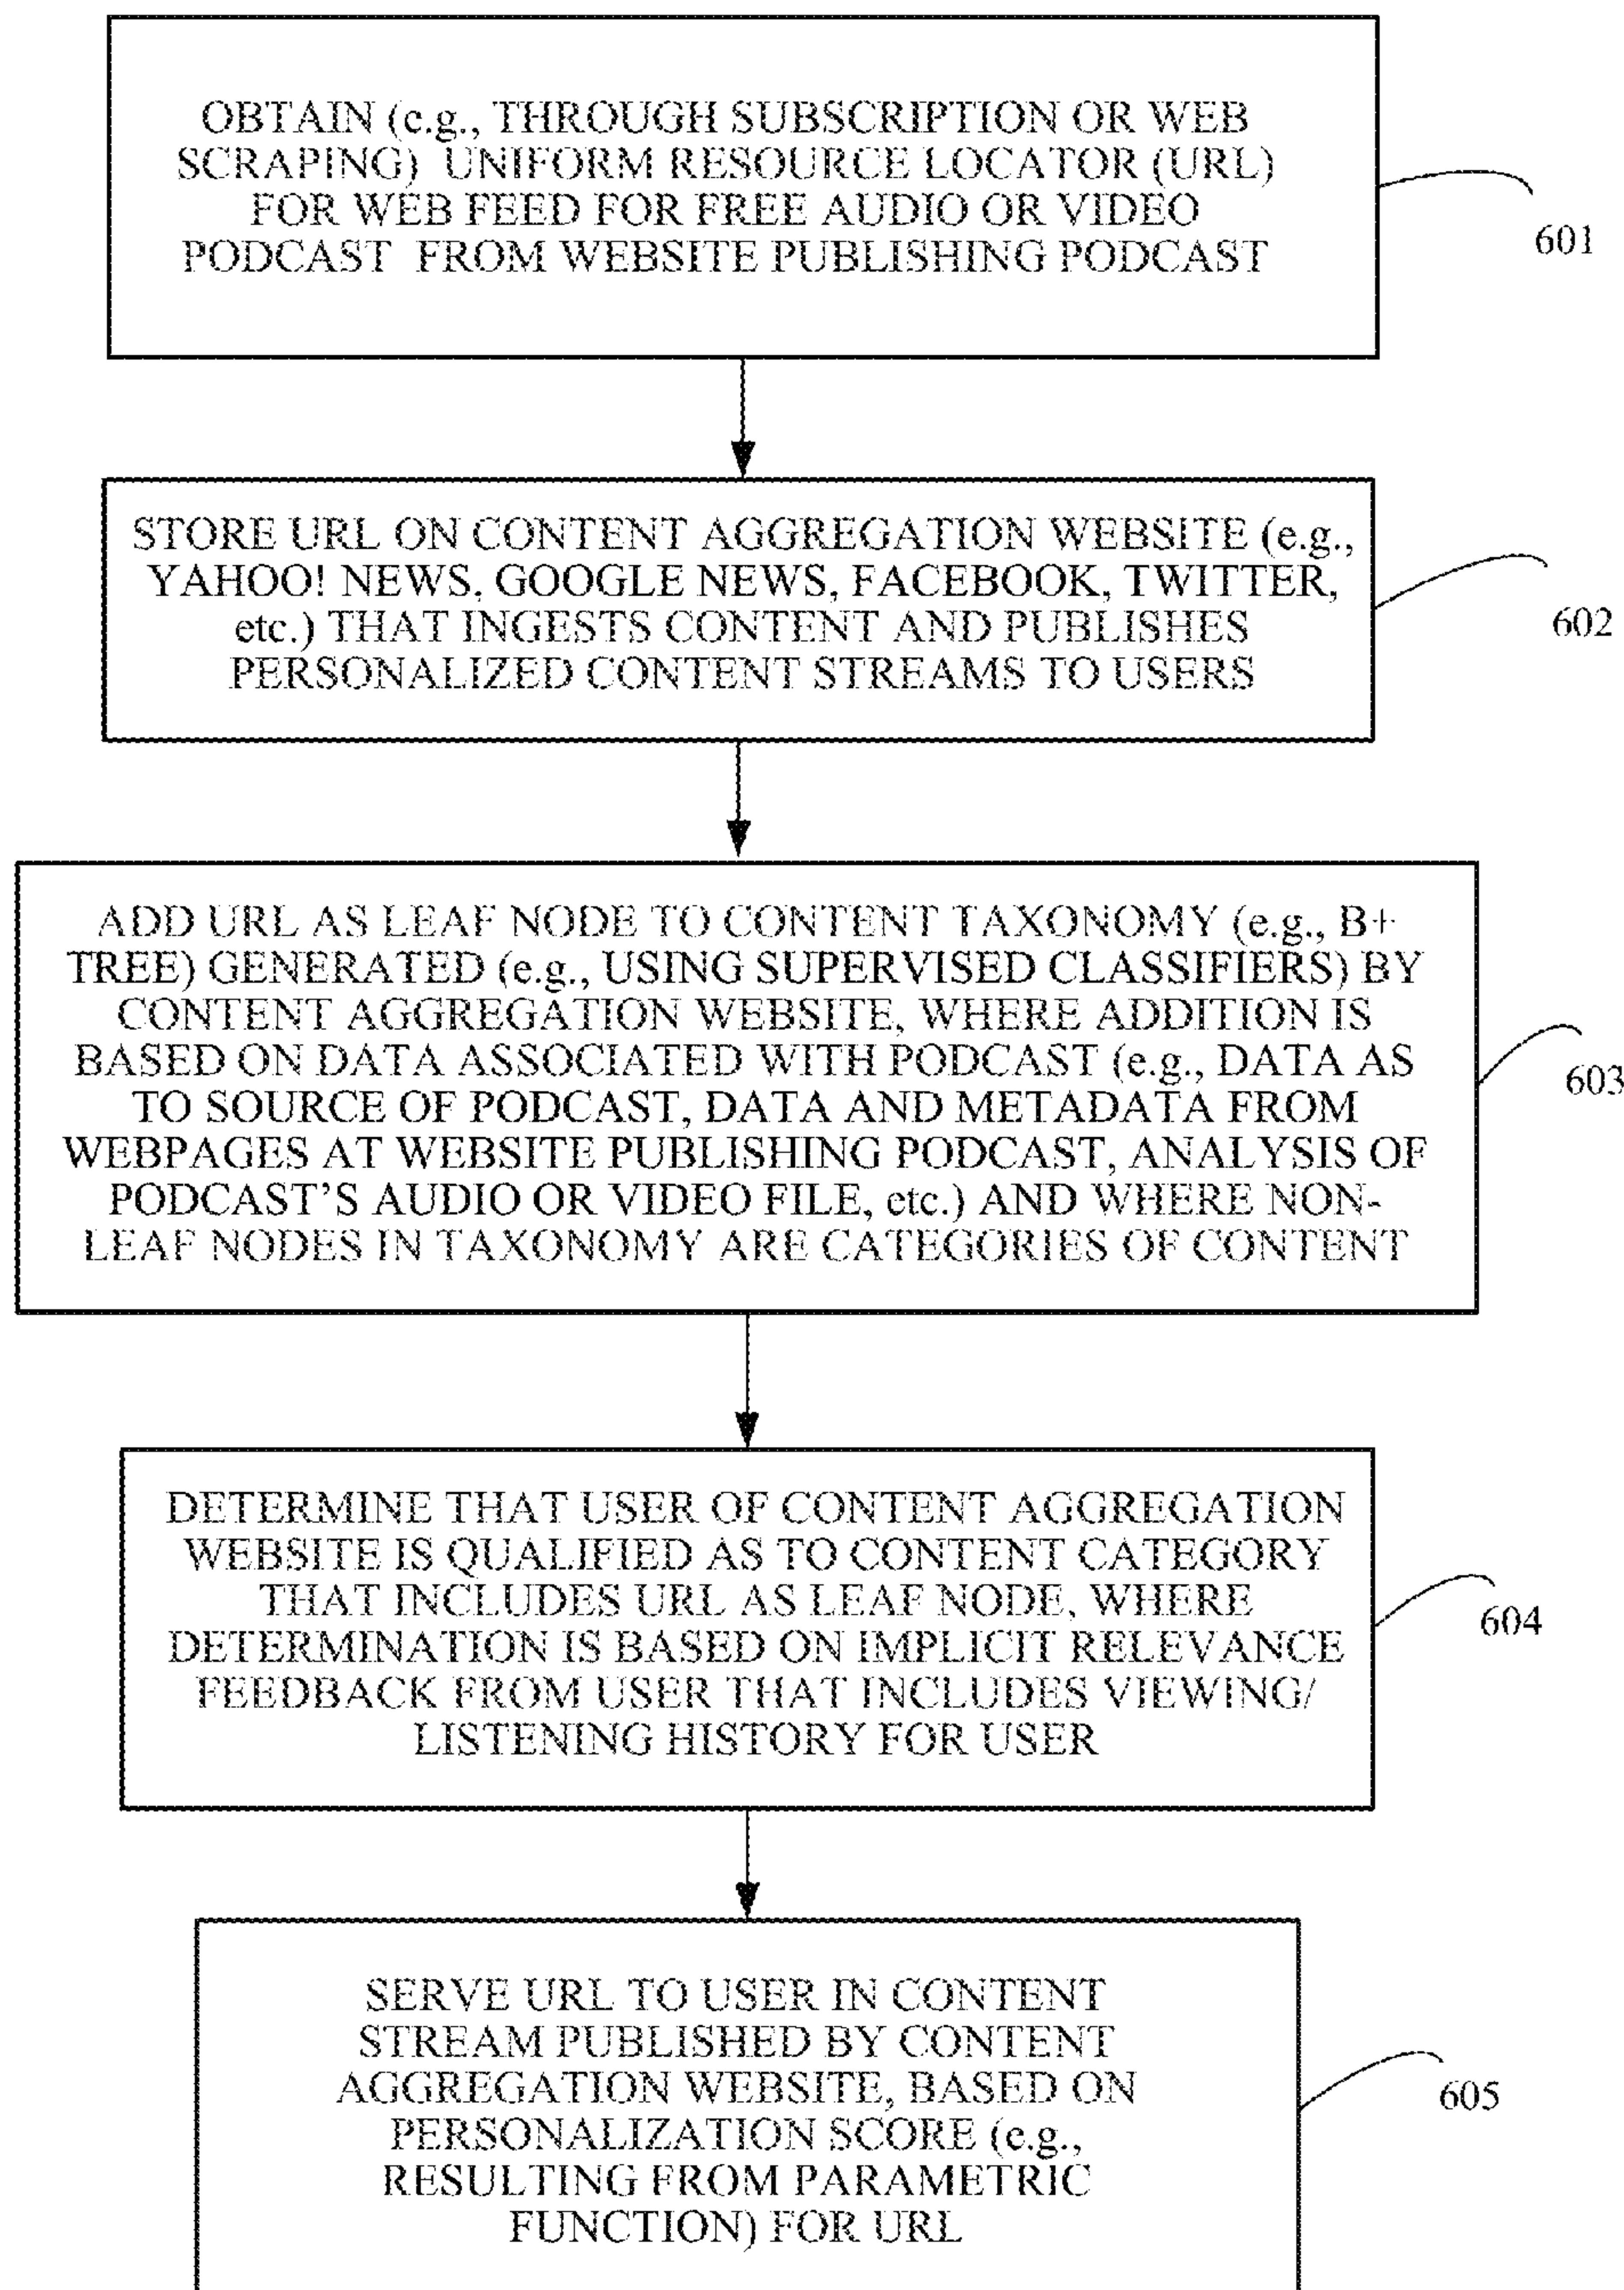 OBTAIN (e.g., THROUGH SUBSCRIPTION OR WEB
SCRAPING) UNIFORM RESOURCE LOCATOR (URL)
FOR WEB FEED FOR FREE AUDIO OR VIDEO
PODCAST FROM WEBSITE PUBLISHING PODCAST
601
STORE URL ON CONTENT AGGREGATION WEBSITE (e.g.,
YAHOO! NEWS, GOOGLE NEWS, FACEBOOK, TWITTER,
etc.) THAT INGESTS CONTENT AND PUBLISHES
PERSONALIZED CONTENT STREAMS TO USERS
602
ADD URL AS LEAF NODE TO CONTENT TAXONOMY (e.g., B+
TREE) GENERATED (e.g., USING SUPERVISED CLASSIFIERS) BY
CONTENT AGGREGATION WEBSITE, WHERE ADDITION IS
BASED ON DATA ASSOCIATED WITH PODCAST (e.g., DATA AS
TO SOURCE OF PODCAST, DATA AND METADATA FROM
WEBPAGES AT WEBSITE PUBLISHING PODCAST, ANALYSIS OF
PODCAST'S AUDIO OR VIDEO FILE, etc.) AND WHERE NON-
LEAF NODES IN TAXONOMY ARE CATEGORIES OF CONTENT
603
DETERMINE THAT USER OF CONTENT AGGREGATION
WEBSITE IS QUALIFIED AS TO CONTENT CATEGORY
THAT INCLUDES URL AS LEAF NODE, WHERE
DETERMINATION IS BASED ON IMPLICIT RELEVANCE
FEEDBACK FROM USER THAT INCLUDES VIEWING/
LISTENING HISTORY FOR USER
604
SERVE URL TO USER IN CONTENT
STREAM PUBLISHED BY CONTENT
AGGREGATION WEBSITE, BASED ON
PERSONALIZATION SCORE (e.g.,
RESULTING FROM PARAMETRIC
FUNCTION) FOR URL
605